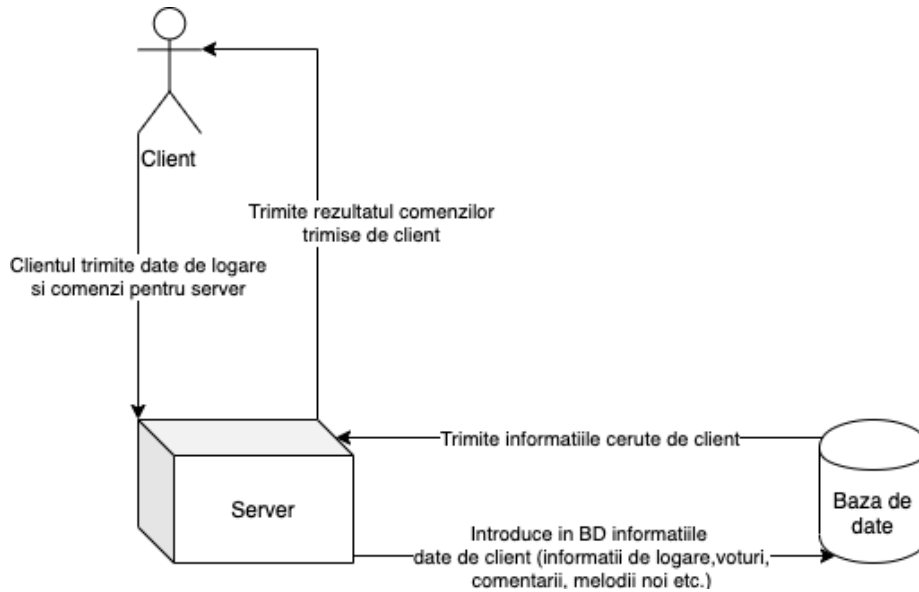 Client
Trimite rezultatul comenzilor
trimise de client
Clientul trimite date de logare
si comenzi pentru server
Trimite informatiile cerute de client
Server
Baza de
date
Introduce in BD informatiile
date de client (informatii de logare,voturi,
comentarii, melodii noi etc.)